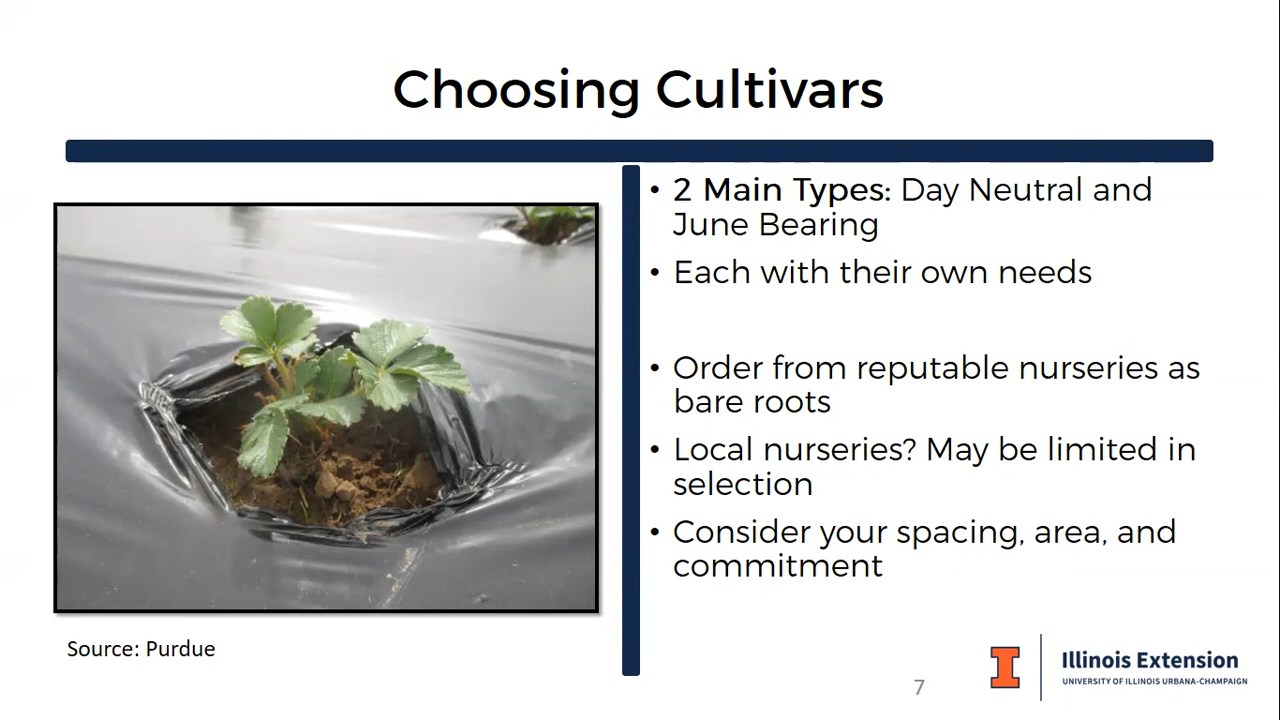 Choosing Cultivars
• 2 Main Types: Day Neutral and
June Bearing
• Each with their own needs
• Order from reputable nurseries as
bare roots
• Local nurseries? May be limited in
selection
• Consider your spacing, area, and
commitment
Source: Purdue
Illinois Extension
UNIVERSITY OF ILLINOIS URBANA-CHAMPAIGN
7